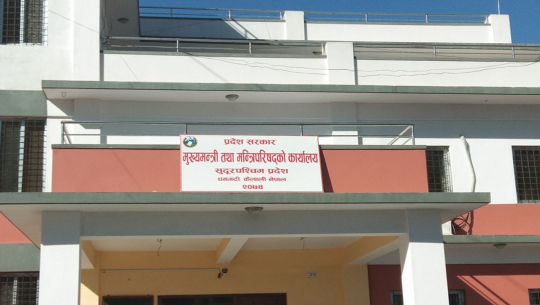 प्रदेश सरकार
मुख्यमन्त्री तथा मन्त्रिपरिषद्को कार्यालय
सुदूरपश्चिम प्रदेश
धनगढी, कैलाली-नेपाल
२०७४